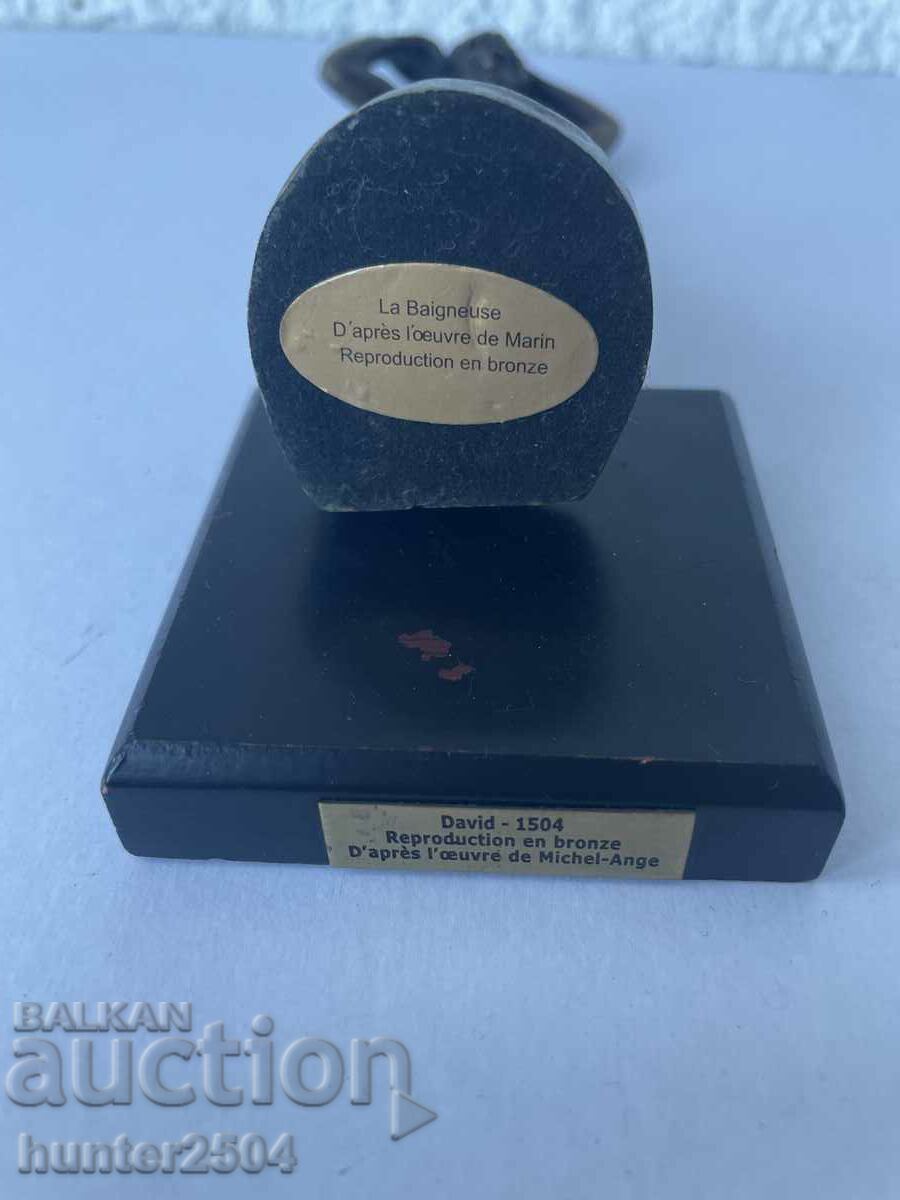 La Baigneuse
D'après l'œuvre de Marin
Reproduction en bronze
David - 1504
Reproduction en bronze
D'après l'œuvre de Michel-Ange
BALKAN
auction
hunter2504